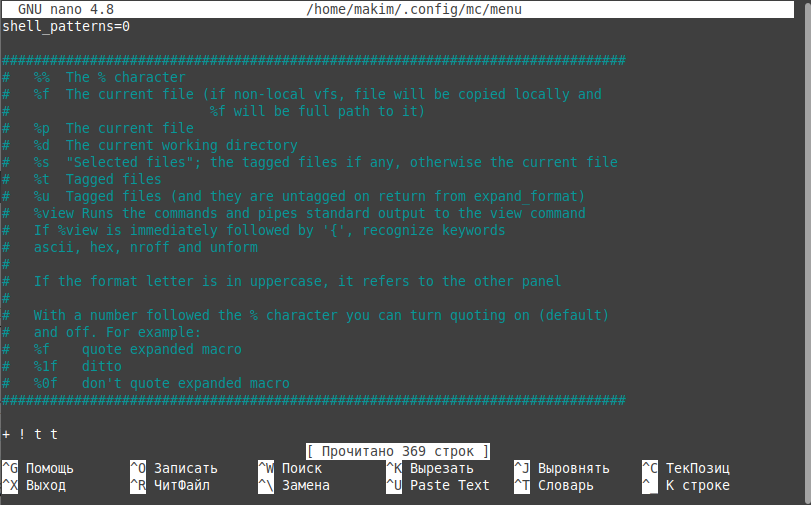 GNU nano 4.8 /home/makim/.config/mc/menu
shell_patterns=0
##############################################################################
# %% The % character
# %f The current file (if non-local vfs, file will be copied locally and
# %f will be full path to it)
# %p The current file
# %d The current working directory
# %s "Selected files"; the tagged files if any, otherwise the current file
# %t Tagged files
# %u Tagged files (and they are untagged on return from expand_format)
# %view Runs the commands and pipes standard output to the view command
# If %view is immediately followed by '{', recognize keywords
# ascii, hex, nroff and unform
#
# If the format letter is in uppercase, it refers to the other panel
#
# With a number followed the % character you can turn quoting on (default)
# and off. For example:
# %f quote expanded macro
# %1f ditto
# %0f don't quote expanded macro
##############################################################################
+ ! t t
[ Прочитано 369 строк ]
^G Помощь ^O Записать ^W Поиск ^K Вырезать ^J Выровнять ^C ТекПозиц
^X Выход ^R ЧитФайл ^\ Замена ^U Paste Text ^T Словарь ^_ К строке